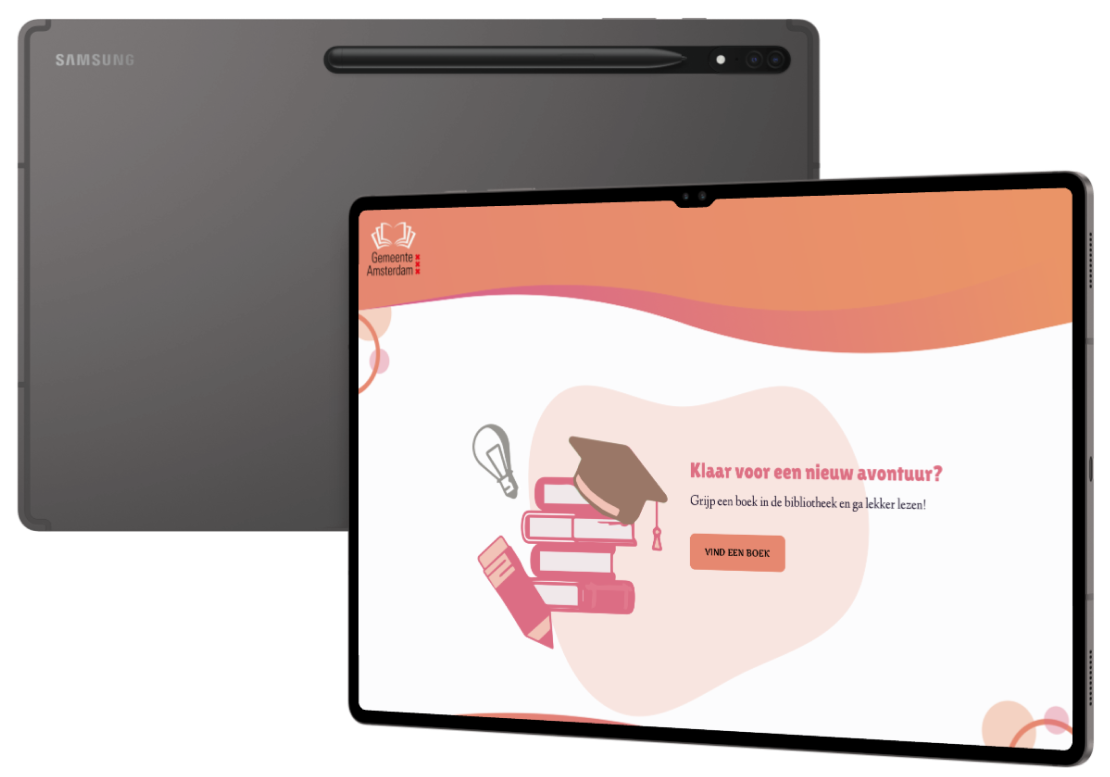 SAMSUNG
Gemeente
Amsterdam
Klaar voor een nieuw avontuur?
Grijp een boek in de bibliotheek en ga lekker lezen!
VIND EEN BOEK